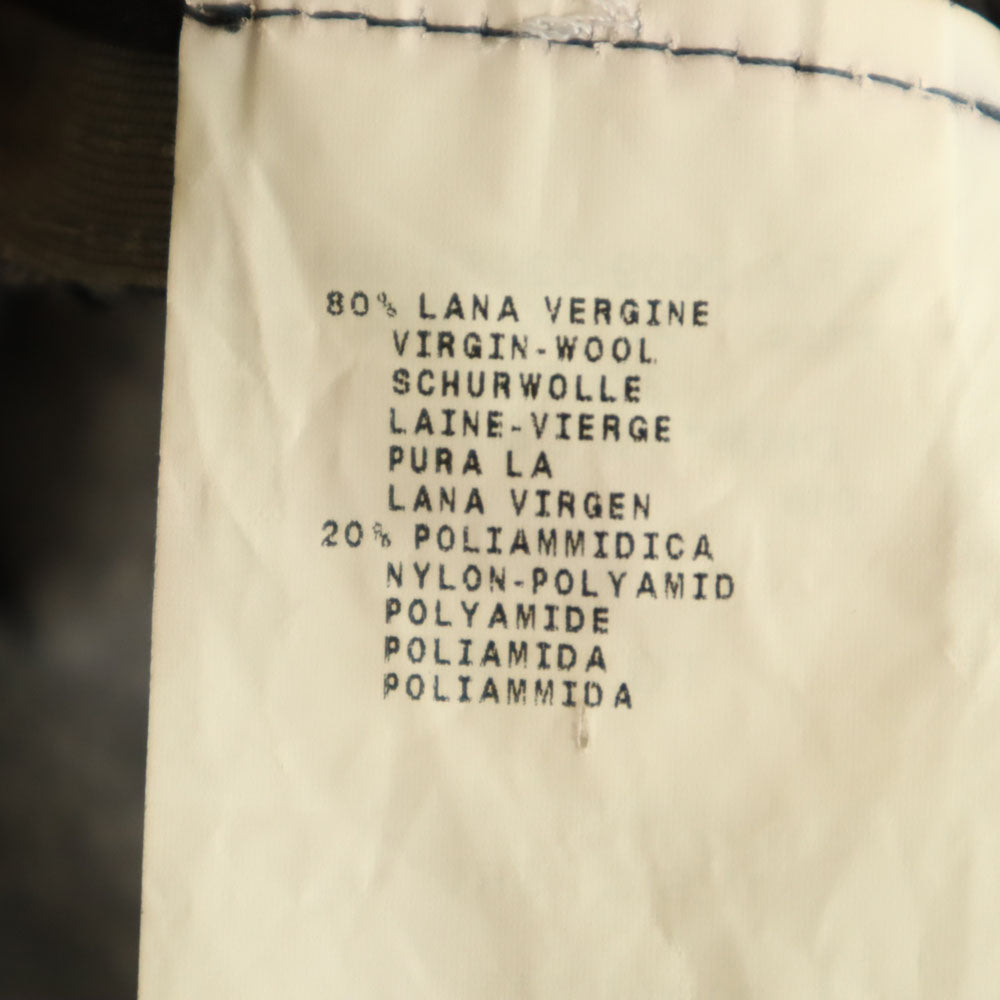 80% LANA VERGINE
VIRGIN-WOOL
SCHURWOLLE
LAINE-VIERGE
PURA LA
LANA VIRGEN
20% POLIAMMIDICA
NYLON-POLYAMID
POLYAMIDE
POLIAMIDA
POLIAMMIDA